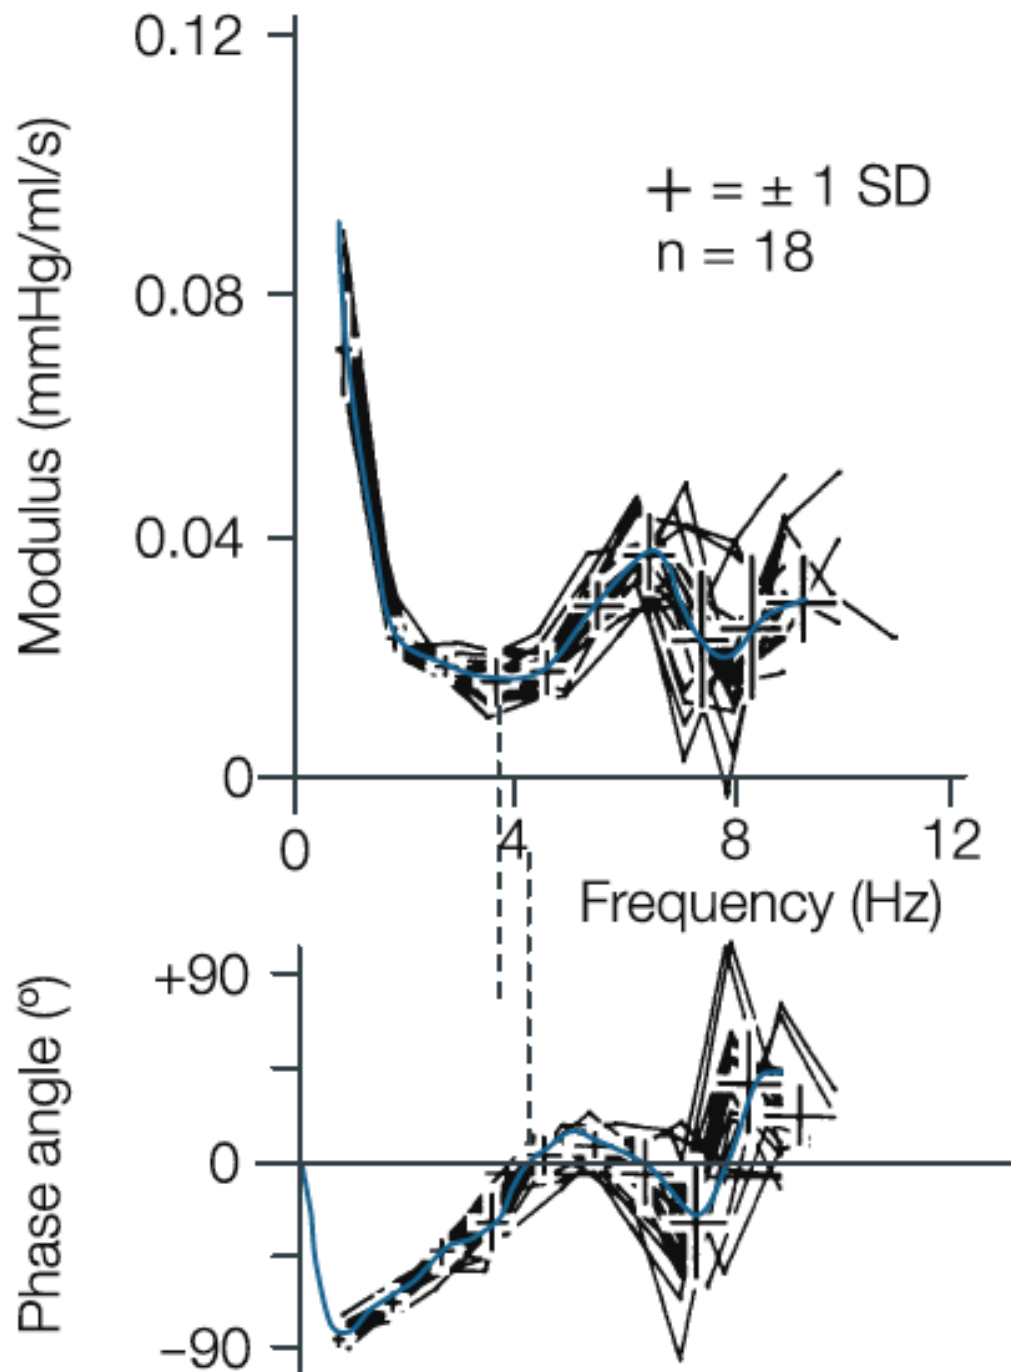 0.12
Modulus (mmHg/ml/s)
+ = ± 1 SD
n = 18
0.08
0.04
0
0 4 8 12
Frequency (Hz)
Phase angle (º)
+90
0
−90